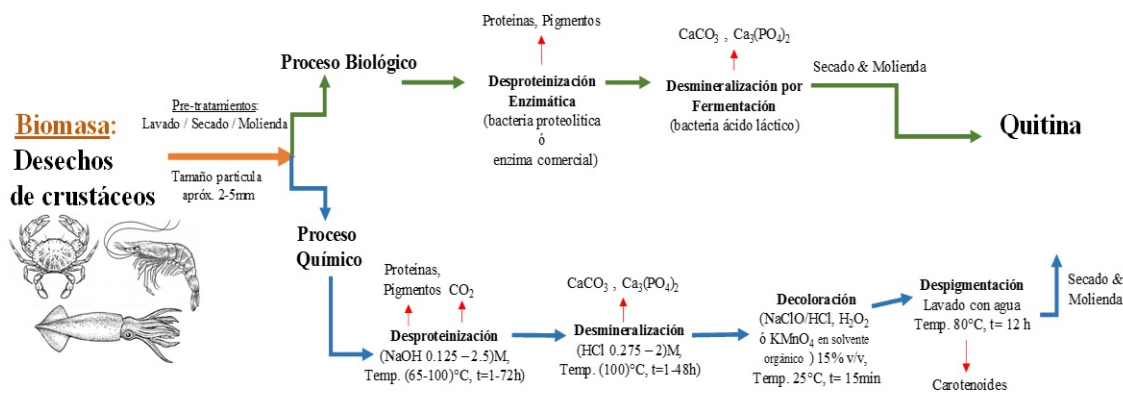 Biomasa:
Desechos
de crustáceos
Pre-tratamientos:
Lavado / Secado / Molienda
Tamaño partícula
apróx. 2-5mm
Proceso Biológico
Proteínas, Pigmentos
Desproteinización
Enzimática
(bacteria proteolítica
ó
enzima comercial)
CaCO3 , Ca3(PO4)2
Desmineralización por
Fermentación
(bacteria ácido láctico)
Secado & Molienda
Quitina
Proceso
Químico
Proteínas,
Pigmentos CO2
Desproteinización
(NaOH 0.125 – 2.5)M,
Temp. (65-100)°C, t=1-72h
CaCO3 , Ca3(PO4)2
Desmineralización
(HCl 0.275 – 2)M,
Temp. (100)°C, t=1-48h
Decoloración
(NaClO/HCl, H2O2
ó KMnO4 en solvente
orgánico ) 15% v/v,
Temp. 25°C, t= 15min
Despigmentación
Lavado con agua
Temp. 80°C, t= 12 h
Carotenoides
Secado &
Molienda